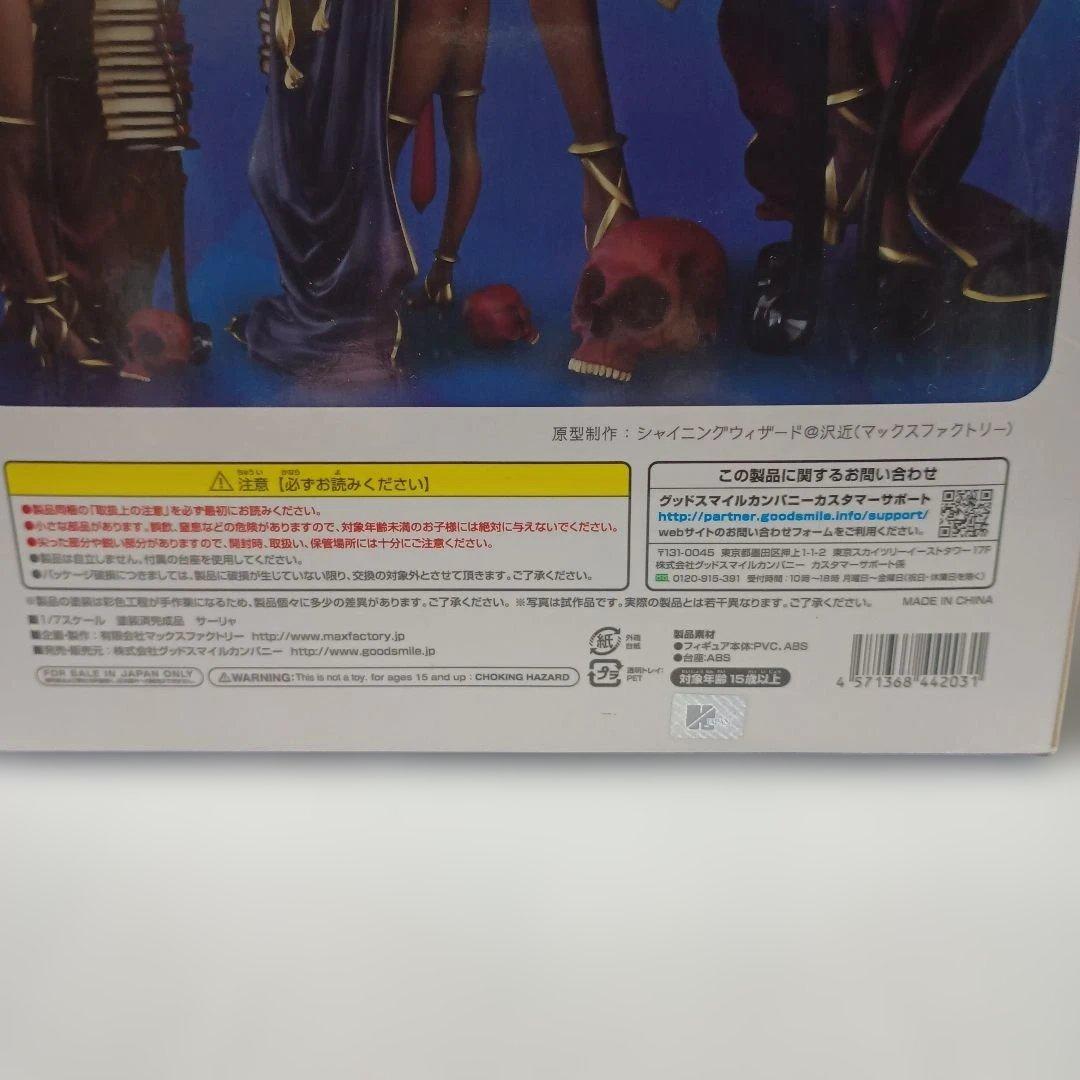 原型制作：シャイニングウィザード@沢近(マックスファクトリー)
⚠注意【必ずお読みください】
●製品同梱の「取扱上の注意」を必ず最初にお読みください。
●小さな部品があります。誤飲、窒息などの危険がありますので、対象年齢未満のお子様には絶対に与えないでください。
●尖った部分や鋭い部分がありますので、開封時、取扱い、保管場所には十分にご注意ください。
●製品は自立しません。付属の台座を使用してください。
●パッケージ破損につきましては、製品に破損が生じていない限り、交換の対象外とさせて頂きます。ご了承ください。
この製品に関するお問い合わせ
グッドスマイルカンパニーカスタマーサポート
http://partner.goodsmile.info/support/
webサイトのお問い合わせフォームをご利用ください。
〒131-0045 東京都墨田区押上1-1-2 東京スカイツリーイーストタワー17F
株式会社グッドスマイルカンパニー カスタマーサポート係
0120-915-391 受付時間：10時〜18時 月曜日〜金曜日(祝日・休業日を除く)
※製品の塗装は彩色工程が手作業になるため、製品個々に多少の差異があります。ご了承ください。※写真は試作品です。実際の製品とは若干異なります。ご了承ください。
MADE IN CHINA
■1/7スケール 塗装済完成品 サーリャ
■企画・製作：有限会社マックスファクトリー http://www.maxfactory.jp
■発売・販売元：株式会社グッドスマイルカンパニー http://www.goodsmile.jp
FOR SALE IN JAPAN ONLY
⚠WARNING: This is not a toy. for ages 15 and up : CHOKING HAZARD
紙 外箱 台紙
プラ 透明トレイ: PET
製品素材
●フィギュア本体:PVC、ABS
●台座:ABS
対象年齢15歳以上
4 571368 442031